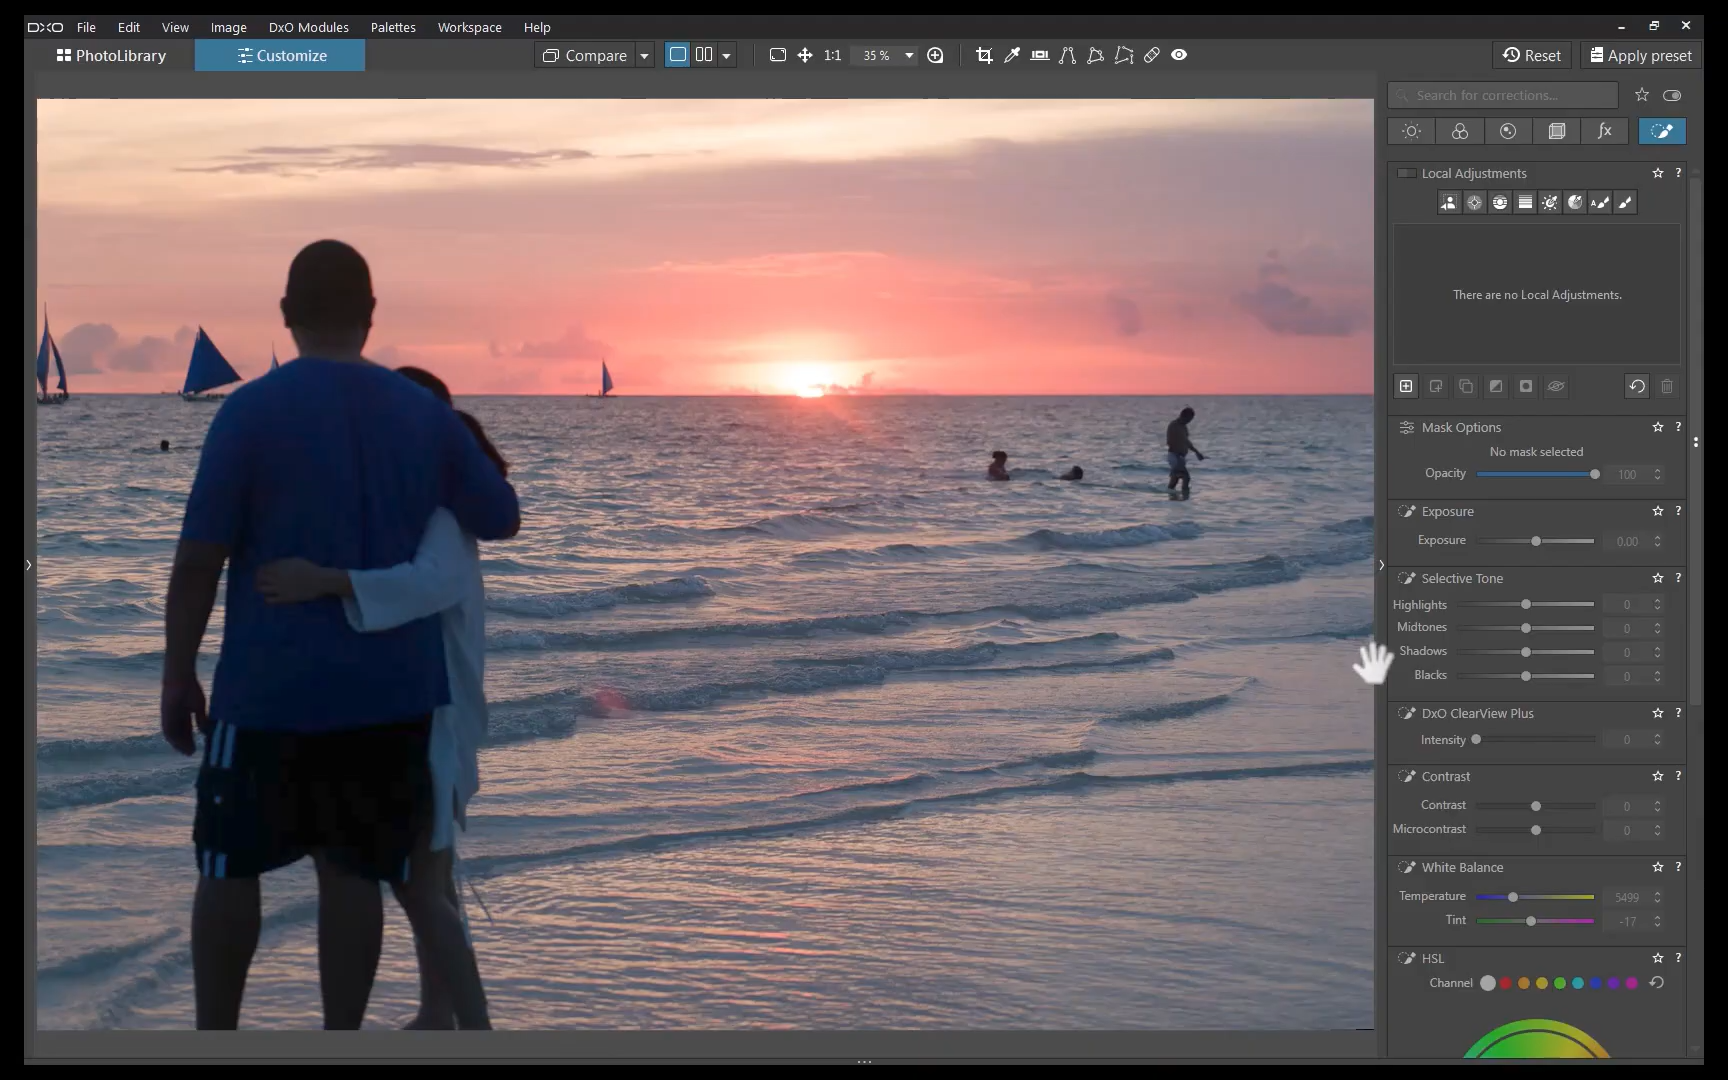 DXO File Edit View Image DxO Modules Palettes Workspace Help
PhotoLibrary Customize Compare 1:1 35 % Reset Apply preset
Search for corrections...
fx
Local Adjustments ?
A
There are no Local Adjustments.
Mask Options ?
No mask selected
Opacity 100
Exposure ?
Exposure 0.00
Selective Tone ?
Highlights 0
Midtones 0
Shadows 0
Blacks 0
DxO ClearView Plus ?
Intensity 0
Contrast ?
Contrast 0
Microcontrast 0
White Balance ?
Temperature 5499
Tint -17
HSL ?
Channel